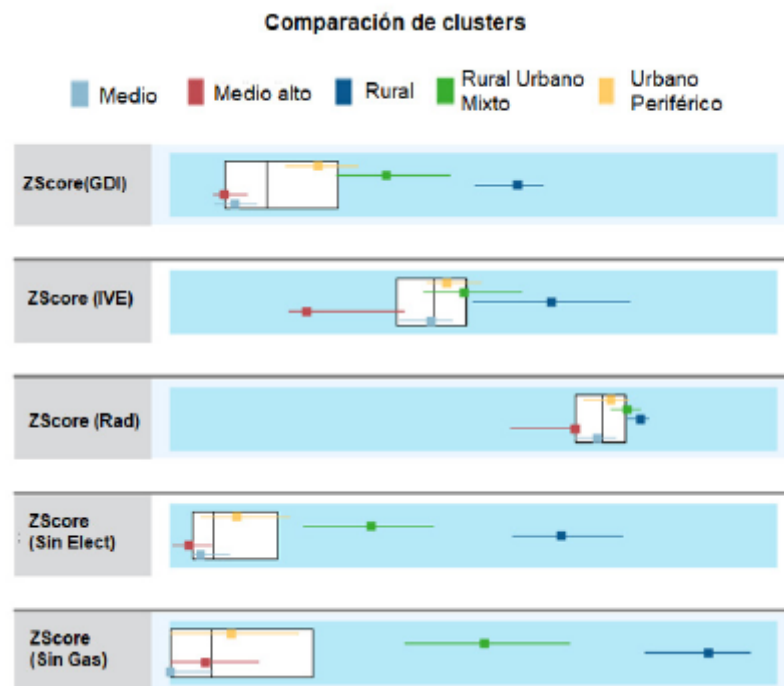 Comparación de clusters
Medio
Medio alto
Rural
Rural Urbano
Mixto
Urbano
Periférico
ZScore(GDI)
ZScore (IVE)
ZScore (Rad)
ZScore
(Sin Elect)
ZScore
(Sin Gas)